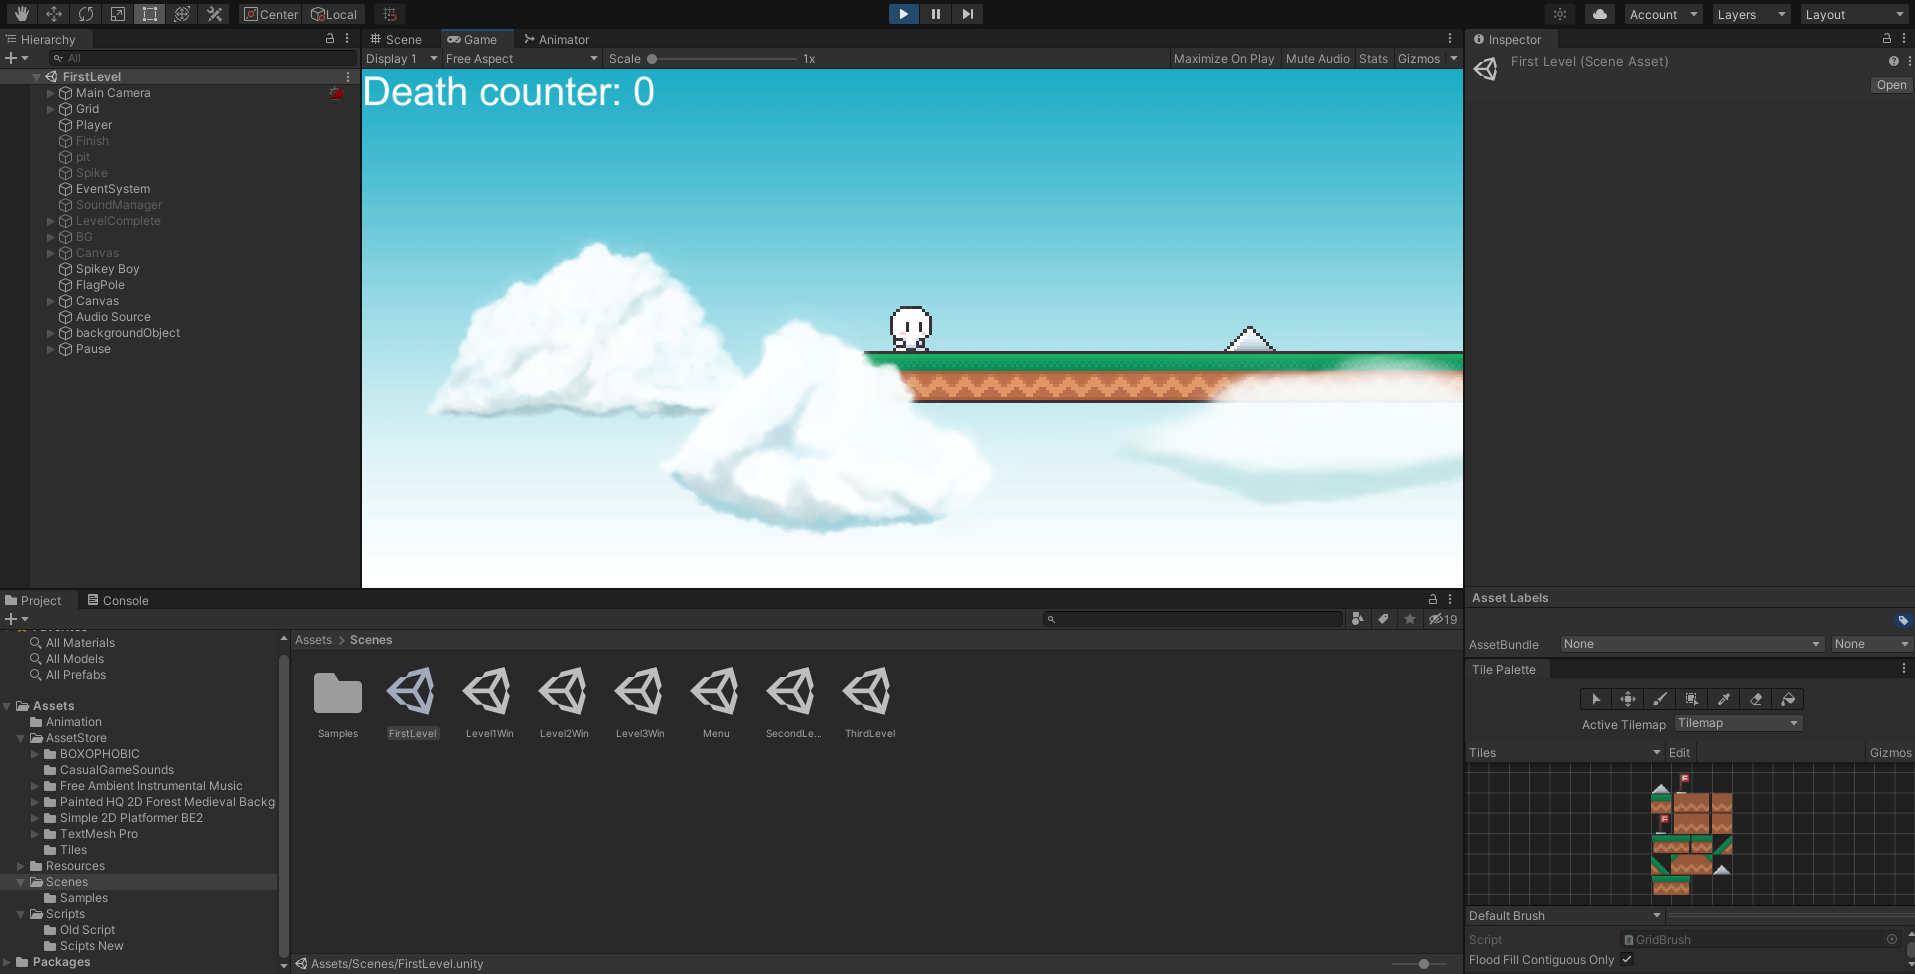 Center
Local
Account
Layers
Layout
Hierarchy
All
FirstLevel
Main Camera
Grid
Player
Finish
pit
Spike
EventSystem
SoundManager
LevelComplete
BG
Canvas
Spikey Boy
FlagPole
Canvas
Audio Source
backgroundObject
Pause
Scene
Game
Animator
Display 1
Free Aspect
Scale
1x
Maximize On Play
Mute Audio
Stats
Gizmos
Death counter: 0
Inspector
First Level (Scene Asset)
Open
Asset Labels
AssetBundle
None
None
Project
Console
19
All Materials
All Models
All Prefabs
Assets
Animation
AssetStore
BOXOPHOBIC
CasualGameSounds
Free Ambient Instrumental Music
Painted HQ 2D Forest Medieval Backg
Simple 2D Platformer BE2
TextMesh Pro
Tiles
Resources
Scenes
Samples
Scripts
Old Script
Scipts New
Packages
Assets > Scenes
Samples
FirstLevel
Level1Win
Level2Win
Level3Win
Menu
SecondLe...
ThirdLevel
Assets/Scenes/FirstLevel.unity
Tile Palette
Active Tilemap
Tilemap
Tiles
Edit
Gizmos
Default Brush
Script
GridBrush
Flood Fill Contiguous Only